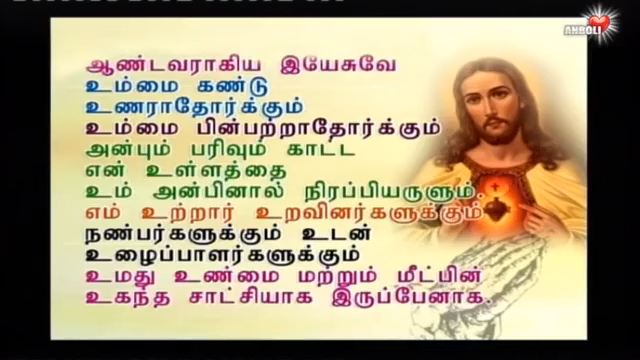 ANBOLI
ஆண்டவராகிய இயேசுவே
உம்மை கண்டு
உணராதோர்க்கும்
உம்மை பின்பற்றாதோர்க்கும்
அன்பும் பரிவும் காட்ட
என் உள்ளத்தை
உம் அன்பினால் நிரப்பியருளும்.
எம் உற்றார் உறவினர்களுக்கும்
நண்பர்களுக்கும் உடன்
உழைப்பாளர்களுக்கும்
உமது உண்மை மற்றும் மீட்பின்
உகந்த சாட்சியாக இருப்பேனாக.